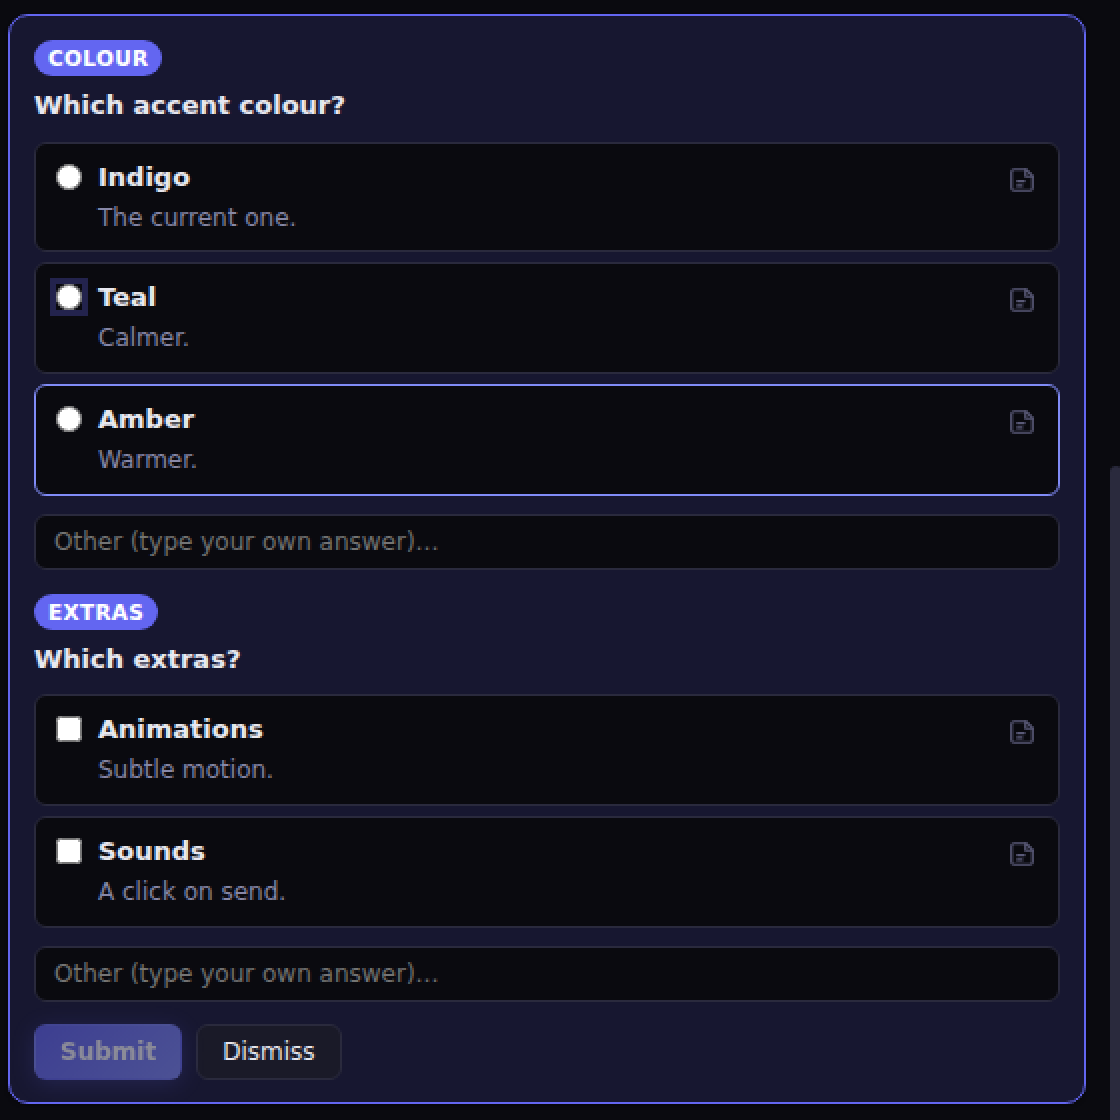 COLOUR
Which accent colour?
Indigo
The current one.
Teal
Calmer.
Amber
Warmer.
Other (type your own answer)...
EXTRAS
Which extras?
Animations
Subtle motion.
Sounds
A click on send.
Other (type your own answer)...
Submit
Dismiss